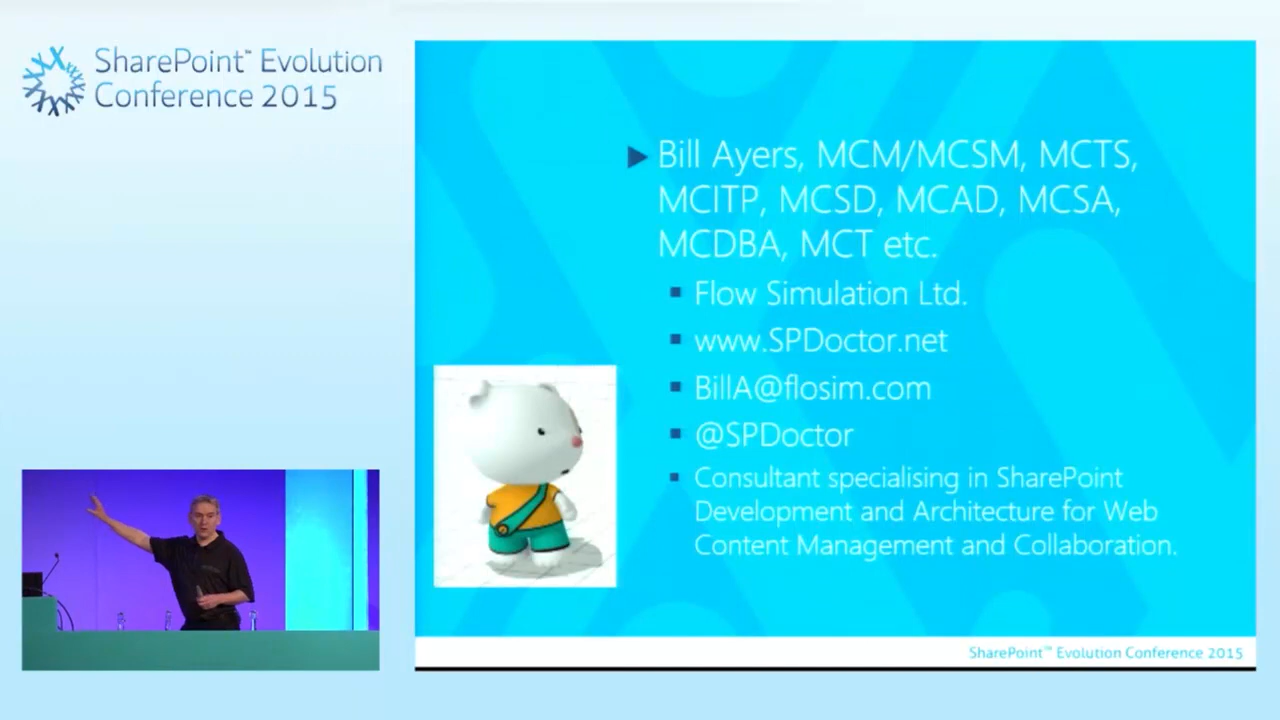 SharePoint™ Evolution
Conference 2015
Bill Ayers, MCM/MCSM, MCTS,
MCITP, MCSD, MCAD, MCSA,
MCDBA, MCT etc.
Flow Simulation Ltd.
www.SPDoctor.net
BillA@flosim.com
@SPDoctor
Consultant specialising in SharePoint
Development and Architecture for Web
Content Management and Collaboration.
SharePoint™ Evolution Conference 2015